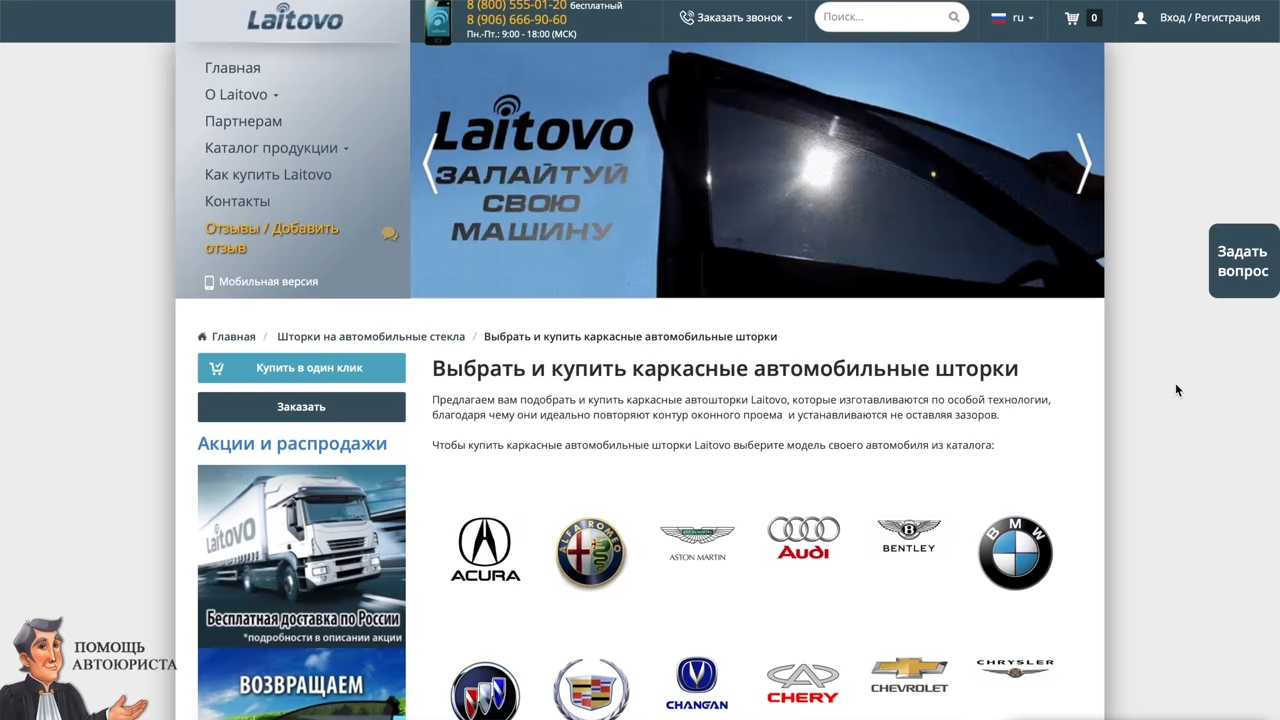 Laitovo
8 (800) 555-01-20 бесплатный
8 (906) 666-90-60
Пн.-Пт.: 9:00 - 18:00 (МСК)
Заказать звонок
Поиск...
ru
0
Вход / Регистрация
Главная
О Laitovo
Партнерам
Каталог продукции
Как купить Laitovo
Контакты
Отзывы / Добавить
отзыв
Мобильная версия
Laitovo
ЗАЛАЙТУЙ
СВОЮ
МАШИНУ
Задать
вопрос
Главная / Шторки на автомобильные стекла / Выбрать и купить каркасные автомобильные шторки
Купить в один клик
Заказать
Акции и распродажи
Laitovo
Бесплатная доставка по России
*подробности в описании акции
ВОЗВРАЩАЕМ
Выбрать и купить каркасные автомобильные шторки
Предлагаем вам подобрать и купить каркасные автошторки Laitovo, которые изготавливаются по особой технологии,
благодаря чему они идеально повторяют контур оконного проема и устанавливаются не оставляя зазоров.
Чтобы купить каркасные автомобильные шторки Laitovo выберите модель своего автомобиля из каталога:
ACURA
ALFA ROMEO
ASTON MARTIN
ASTON MARTIN
Audi
B
BENTLEY
BMW
CHANGAN
CHERY
CHEVROLET
CHRYSLER
ПОМОЩЬ
АВТОЮРИСТА